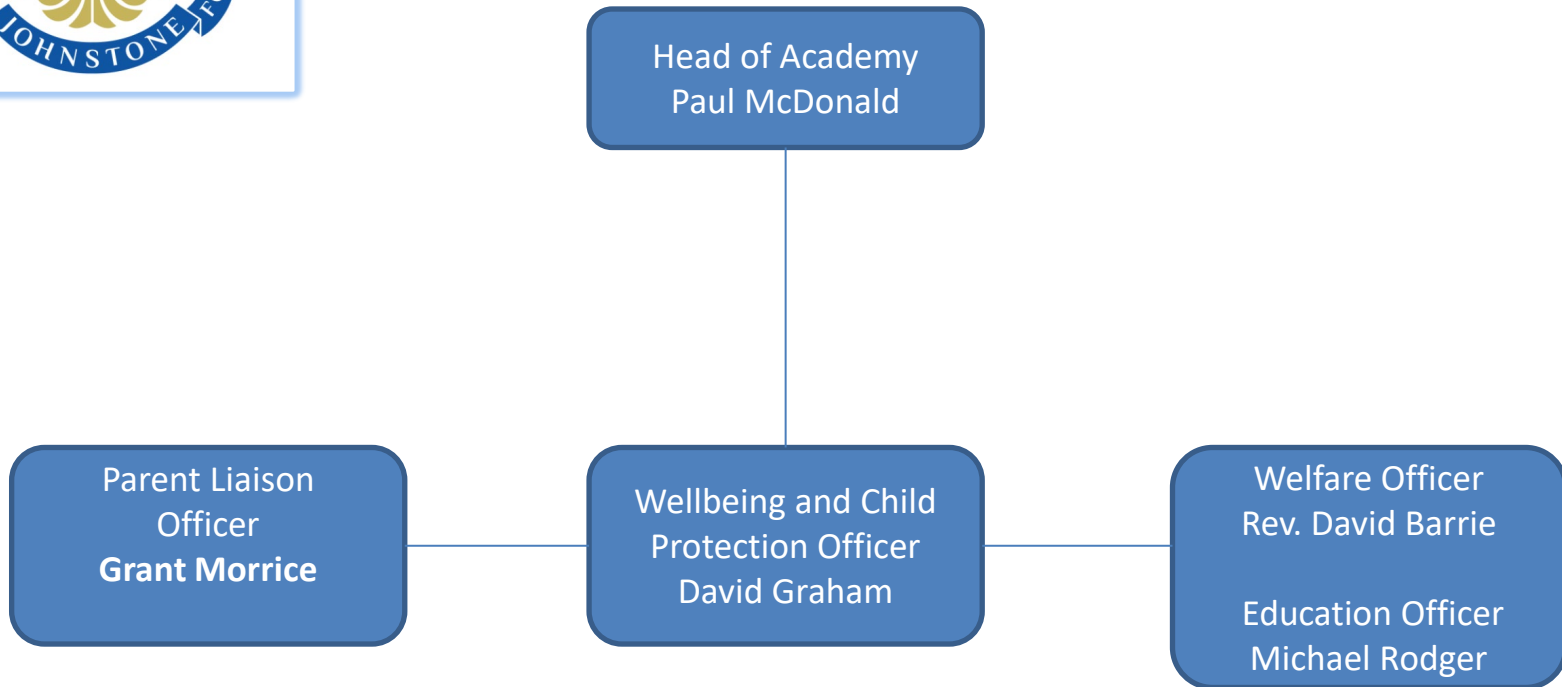 JOHNSTONE
Head of Academy
Paul McDonald
Parent Liaison
Officer
Grant Morrice
Wellbeing and Child
Protection Officer
David Graham
Welfare Officer
Rev. David Barrie
Education Officer
Michael Rodger